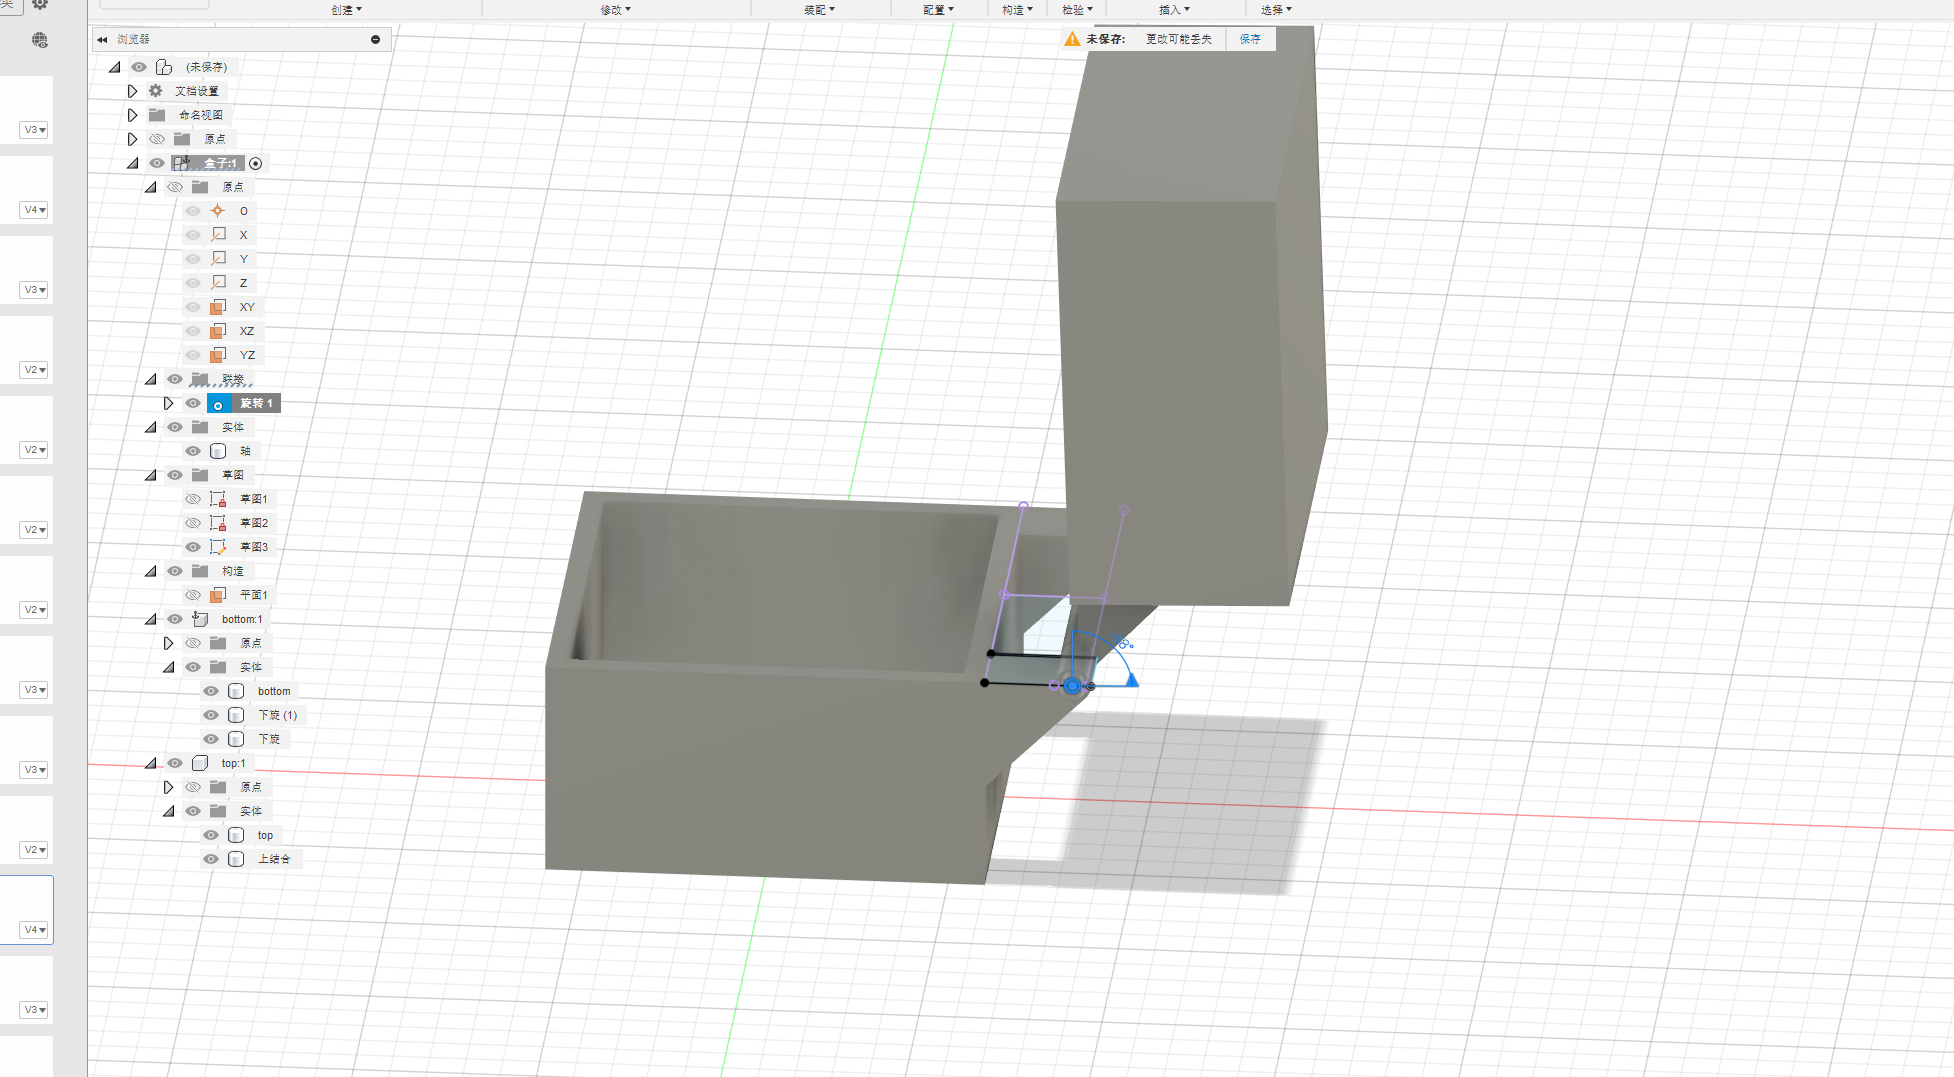 创建 修改 装配 配置 构造 检验 插入 选择
浏览器
未保存: 更改可能丢失 保存
(未保存)
文档设置
命名视图
原点
盒子:1
原点
O
X
Y
Z
XY
XZ
YZ
联接
旋转 1
实体
轴
草图
草图1
草图2
草图3
构造
平面1
bottom:1
原点
实体
bottom
下旋 (1)
下旋
top:1
原点
实体
top
上结合
V3
V4
V3
V2
V2
V2
V2
V3
V3
V2
V4
V3